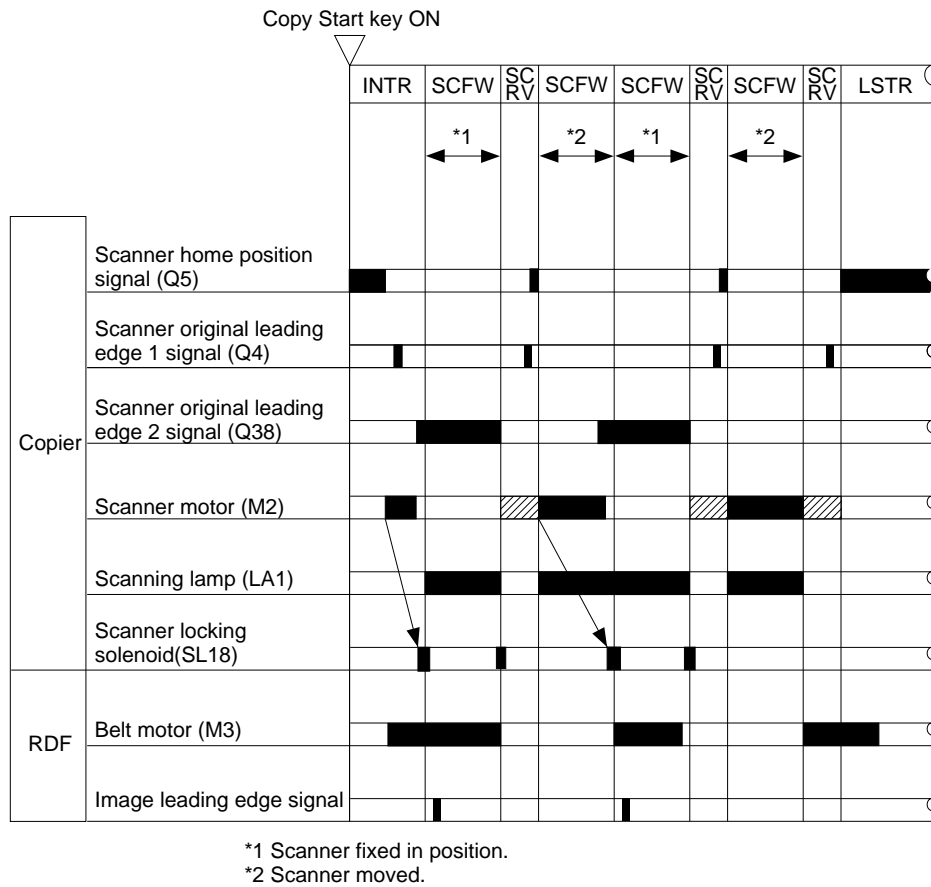 Copy Start key ON
INTR SCFW SC RV SCFW SCFW SC RV SCFW SC RV LSTR
*1 *2 *1 *2
Scanner home position
signal (Q5)
Scanner original leading
edge 1 signal (Q4)
Scanner original leading
edge 2 signal (Q38)
Copier
Scanner motor (M2)
Scanning lamp (LA1)
Scanner locking
solenoid(SL18)
Belt motor (M3)
RDF
Image leading edge signal
*1 Scanner fixed in position.
*2 Scanner moved.